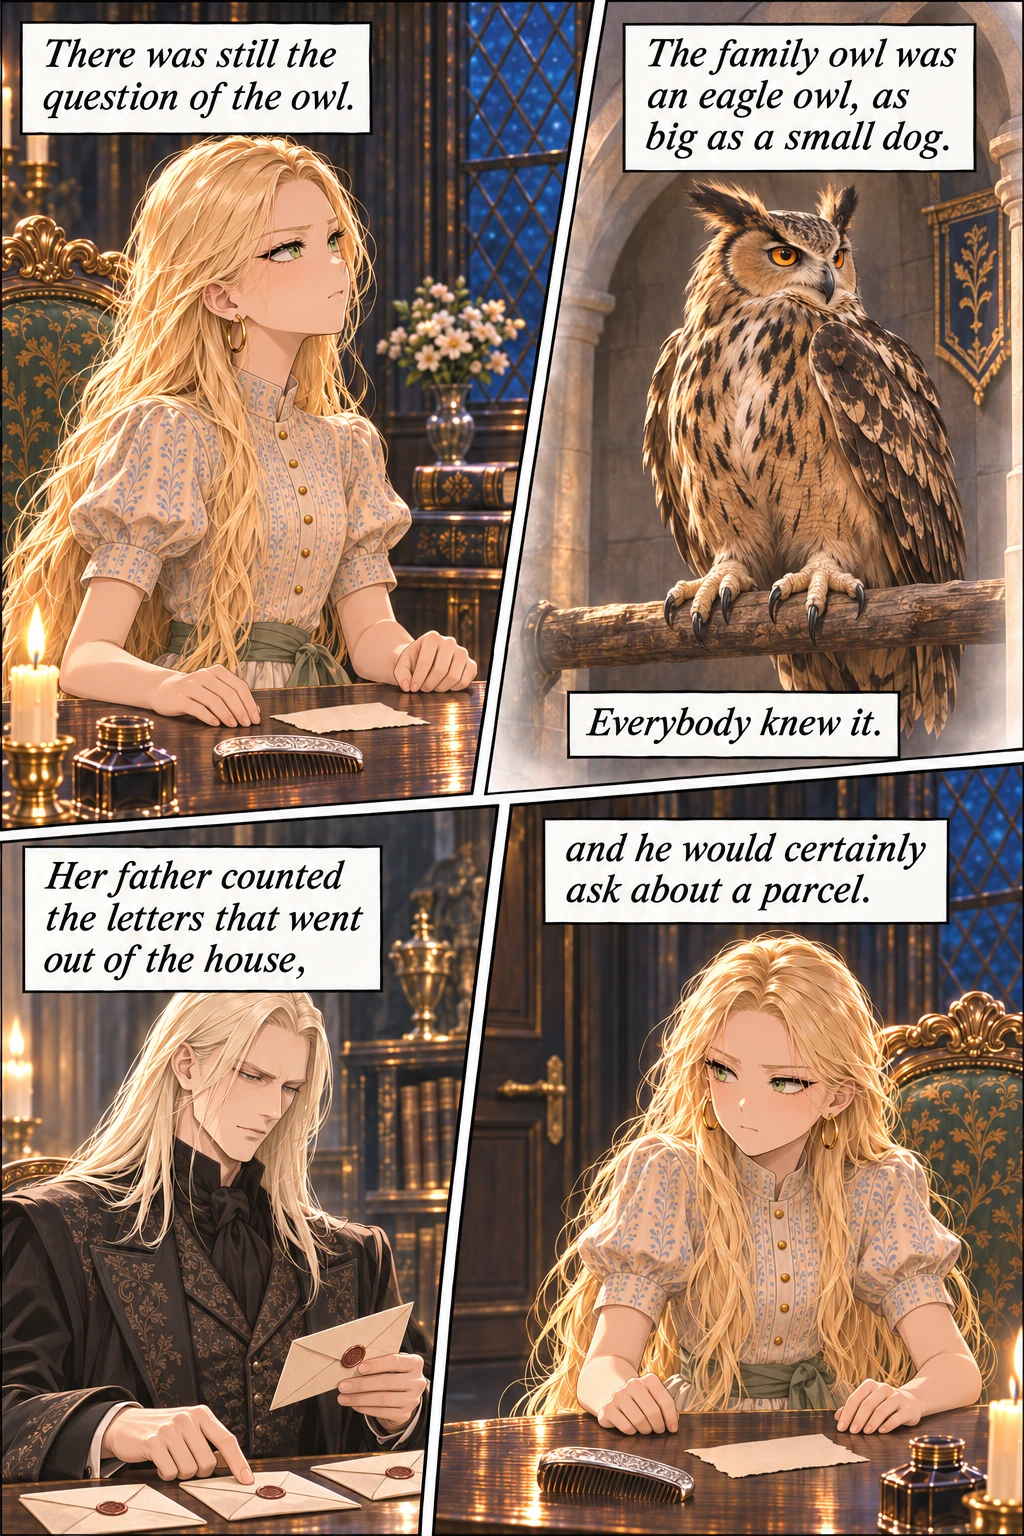 There was still the
question of the owl.
The family owl was
an eagle owl, as
big as a small dog.
Everybody knew it.
Her father counted
the letters that went
out of the house,
and he would certainly
ask about a parcel.